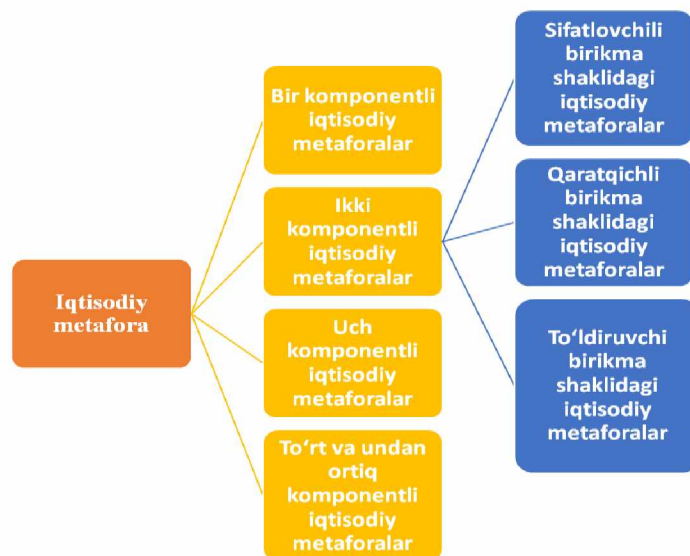 Iqtisodiy
metafora
Bir komponentli
iqtisodiy
metaforalar
Ikki
komponentli
iqtisodiy
metaforalar
Uch
komponentli
iqtisodiy
metaforalar
To‘rt va undan
ortiq
komponentli
iqtisodiy
metaforalar
Sifatlovchili
birikma
shaklidagi
iqtisodiy
metaforalar
Qaratqichli
birikma
shaklidagi
iqtisodiy
metaforalar
To‘ldiruvchi
birikma
shaklidagi
iqtisodiy
metaforalar